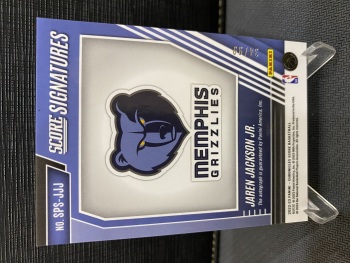 SCORE SIGNATURES
MEMPHIS
GRIZZLIES
JAREN JACKSON JR.
The autograph is guaranteed by Panini America, Inc.
NO. SPS-JJJ